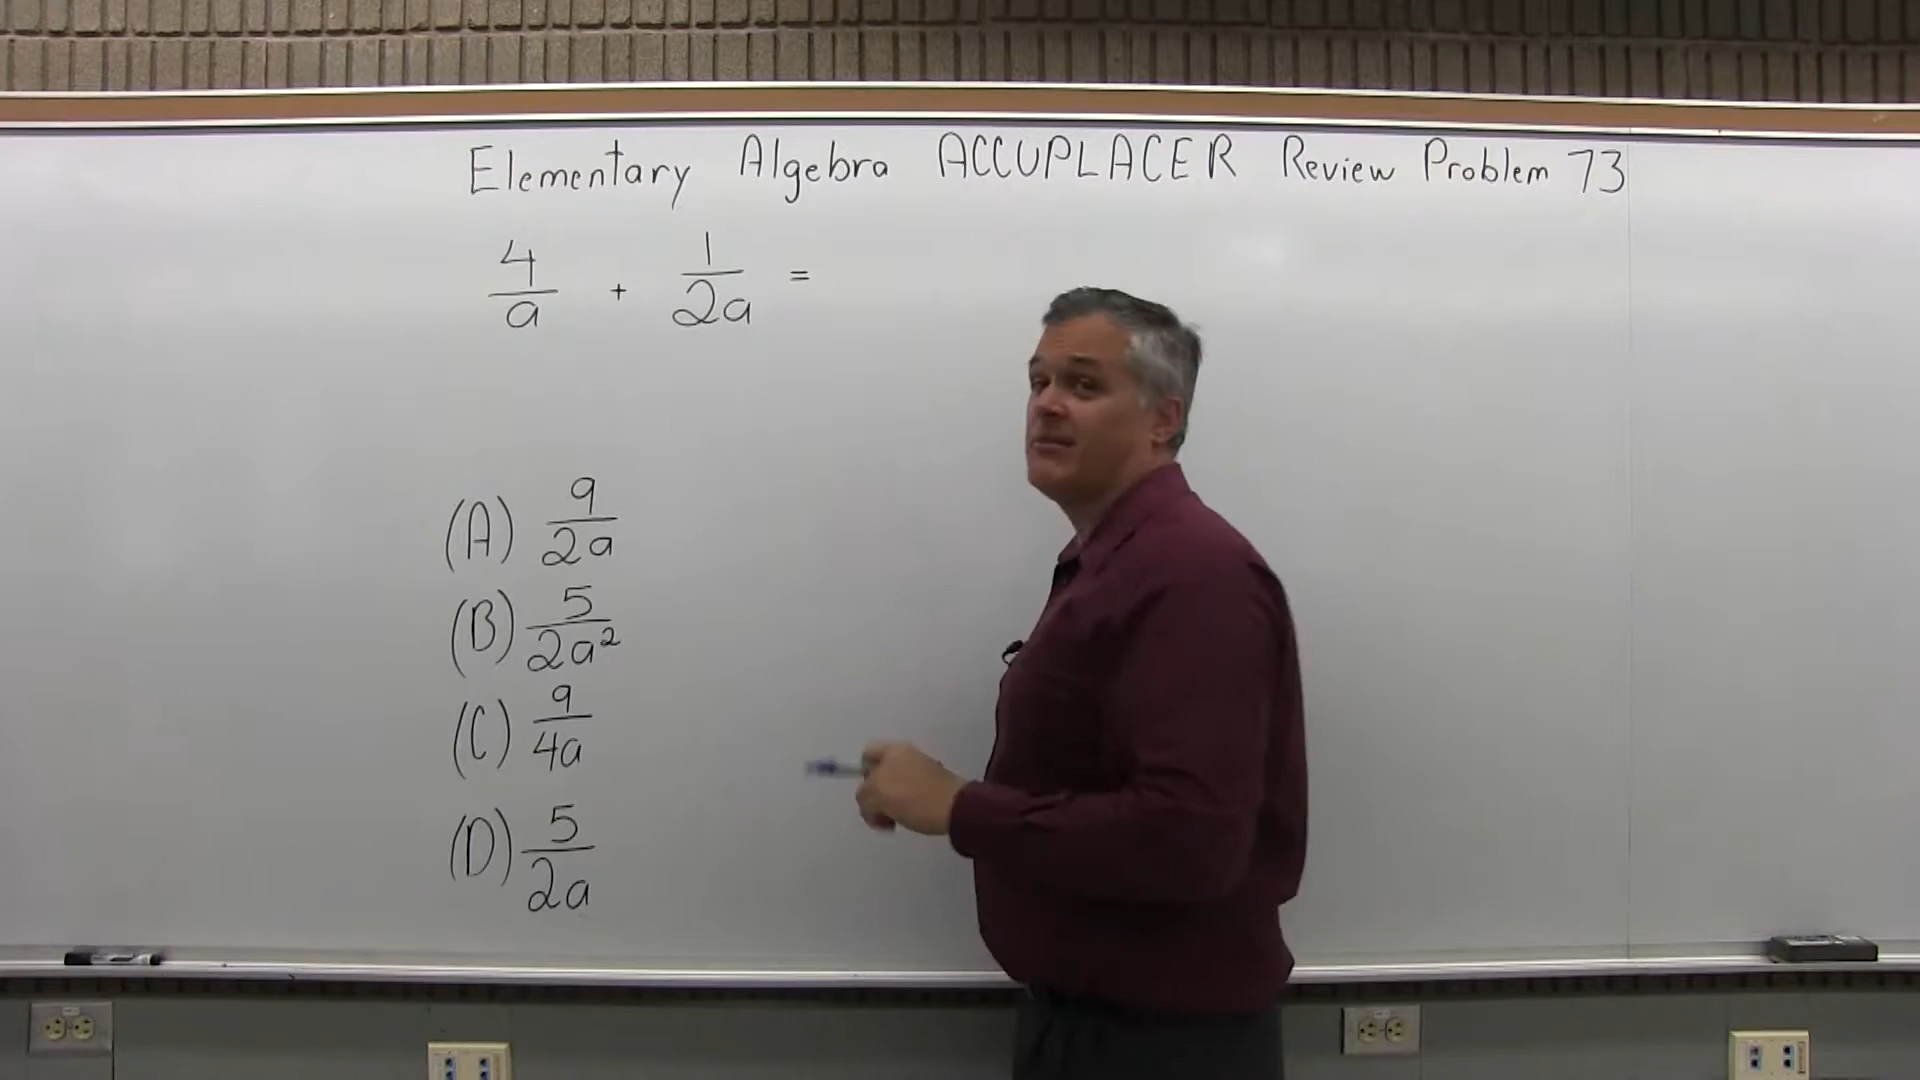 Elementary Algebra ACCUPLACER Review Problem 73
4/a + 1/2a =
(A) 9/2a
(B) 5/2a²
(C) 9/4a
(D) 5/2a